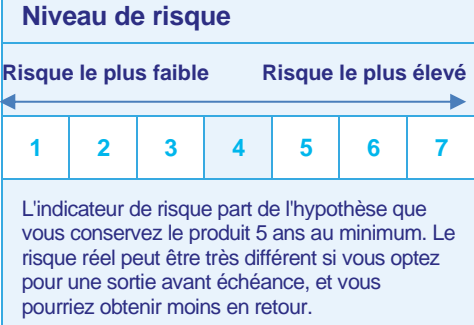 Niveau de risque
Risque le plus faible Risque le plus élevé
1 2 3 4 5 6 7
L'indicateur de risque part de l'hypothèse que
vous conservez le produit 5 ans au minimum. Le
risque réel peut être très différent si vous optez
pour une sortie avant échéance, et vous
pourriez obtenir moins en retour.